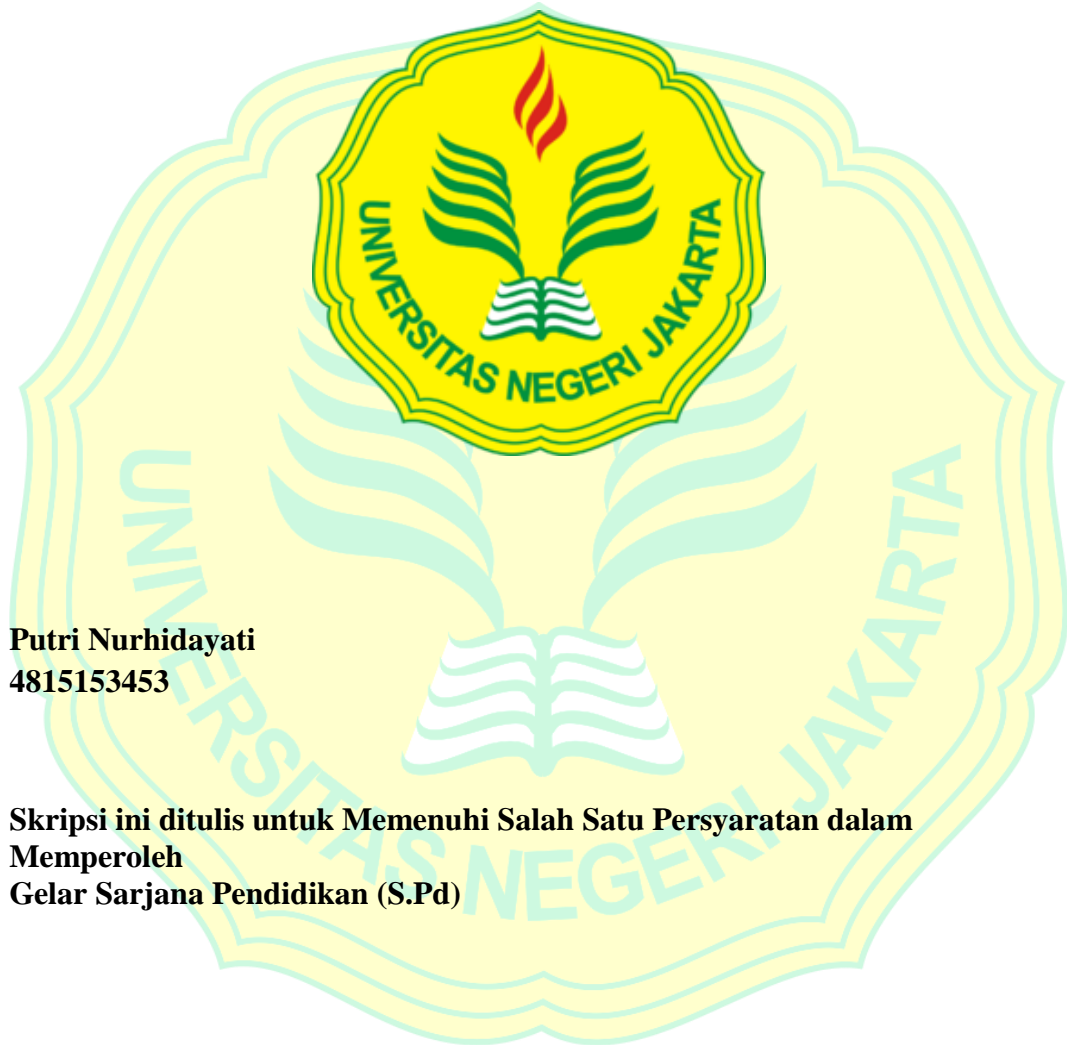 UNIVERSITAS NEGERI JAKARTA
UNIVERSITAS NEGERI JAKARTA
Putri Nurhidayati
4815153453
Skripsi ini ditulis untuk Memenuhi Salah Satu Persyaratan dalam
Memperoleh
Gelar Sarjana Pendidikan (S.Pd)